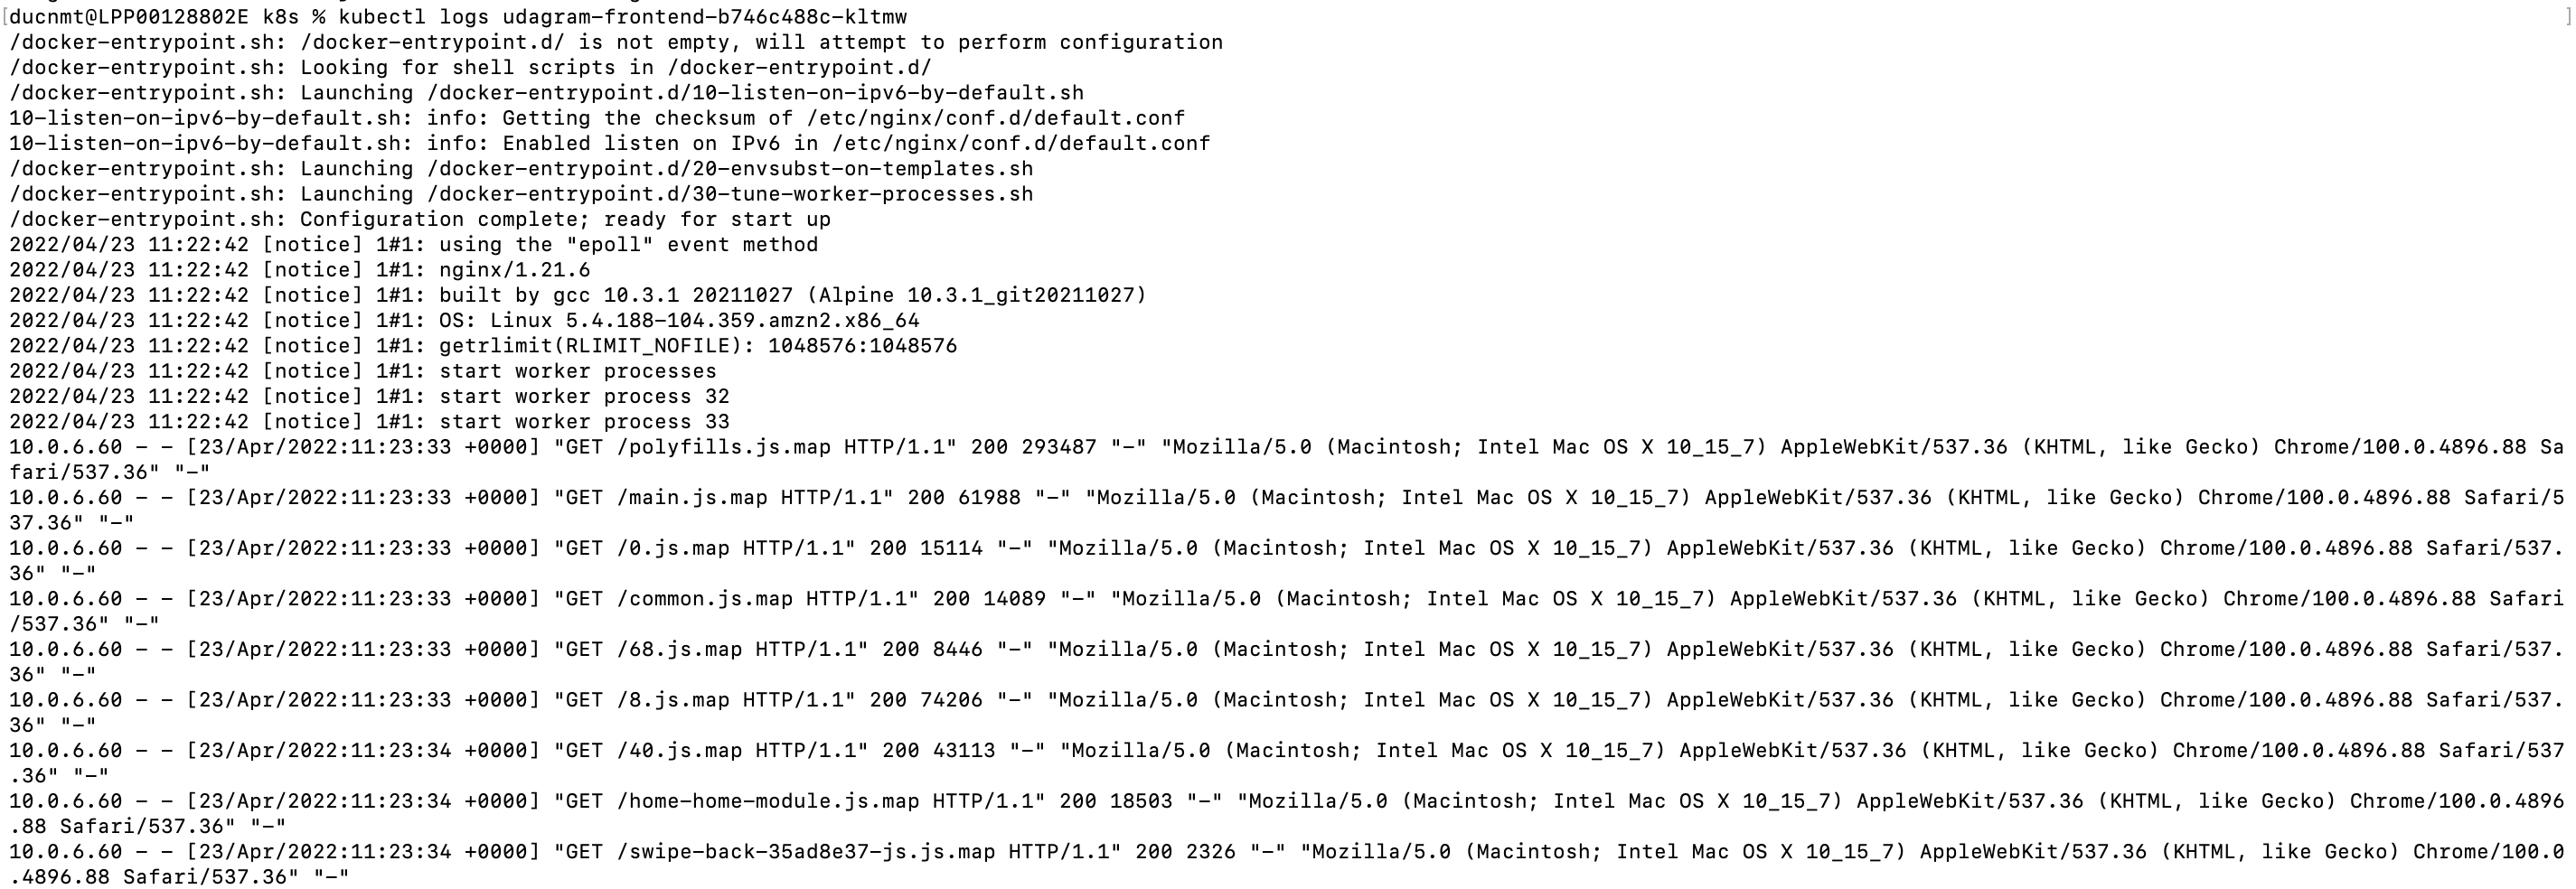 [ducnmt@LPP00128802E k8s % kubectl logs udagram-frontend-b746c488c-kltmw ]
/docker-entrypoint.sh: /docker-entrypoint.d/ is not empty, will attempt to perform configuration
/docker-entrypoint.sh: Looking for shell scripts in /docker-entrypoint.d/
/docker-entrypoint.sh: Launching /docker-entrypoint.d/10-listen-on-ipv6-by-default.sh
10-listen-on-ipv6-by-default.sh: info: Getting the checksum of /etc/nginx/conf.d/default.conf
10-listen-on-ipv6-by-default.sh: info: Enabled listen on IPv6 in /etc/nginx/conf.d/default.conf
/docker-entrypoint.sh: Launching /docker-entrypoint.d/20-envsubst-on-templates.sh
/docker-entrypoint.sh: Launching /docker-entrypoint.d/30-tune-worker-processes.sh
/docker-entrypoint.sh: Configuration complete; ready for start up
2022/04/23 11:22:42 [notice] 1#1: using the "epoll" event method
2022/04/23 11:22:42 [notice] 1#1: nginx/1.21.6
2022/04/23 11:22:42 [notice] 1#1: built by gcc 10.3.1 20211027 (Alpine 10.3.1_git20211027)
2022/04/23 11:22:42 [notice] 1#1: OS: Linux 5.4.188-104.359.amzn2.x86_64
2022/04/23 11:22:42 [notice] 1#1: getrlimit(RLIMIT_NOFILE): 1048576:1048576
2022/04/23 11:22:42 [notice] 1#1: start worker processes
2022/04/23 11:22:42 [notice] 1#1: start worker process 32
2022/04/23 11:22:42 [notice] 1#1: start worker process 33
10.0.6.60 - - [23/Apr/2022:11:23:33 +0000] "GET /polyfills.js.map HTTP/1.1" 200 293487 "-" "Mozilla/5.0 (Macintosh; Intel Mac OS X 10_15_7) AppleWebKit/537.36 (KHTML, like Gecko) Chrome/100.0.4896.88 Sa
fari/537.36" "-"
10.0.6.60 - - [23/Apr/2022:11:23:33 +0000] "GET /main.js.map HTTP/1.1" 200 61988 "-" "Mozilla/5.0 (Macintosh; Intel Mac OS X 10_15_7) AppleWebKit/537.36 (KHTML, like Gecko) Chrome/100.0.4896.88 Safari/5
37.36" "-"
10.0.6.60 - - [23/Apr/2022:11:23:33 +0000] "GET /0.js.map HTTP/1.1" 200 15114 "-" "Mozilla/5.0 (Macintosh; Intel Mac OS X 10_15_7) AppleWebKit/537.36 (KHTML, like Gecko) Chrome/100.0.4896.88 Safari/537.
36" "-"
10.0.6.60 - - [23/Apr/2022:11:23:33 +0000] "GET /common.js.map HTTP/1.1" 200 14089 "-" "Mozilla/5.0 (Macintosh; Intel Mac OS X 10_15_7) AppleWebKit/537.36 (KHTML, like Gecko) Chrome/100.0.4896.88 Safari
/537.36" "-"
10.0.6.60 - - [23/Apr/2022:11:23:33 +0000] "GET /68.js.map HTTP/1.1" 200 8446 "-" "Mozilla/5.0 (Macintosh; Intel Mac OS X 10_15_7) AppleWebKit/537.36 (KHTML, like Gecko) Chrome/100.0.4896.88 Safari/537.
36" "-"
10.0.6.60 - - [23/Apr/2022:11:23:33 +0000] "GET /8.js.map HTTP/1.1" 200 74206 "-" "Mozilla/5.0 (Macintosh; Intel Mac OS X 10_15_7) AppleWebKit/537.36 (KHTML, like Gecko) Chrome/100.0.4896.88 Safari/537.
36" "-"
10.0.6.60 - - [23/Apr/2022:11:23:34 +0000] "GET /40.js.map HTTP/1.1" 200 43113 "-" "Mozilla/5.0 (Macintosh; Intel Mac OS X 10_15_7) AppleWebKit/537.36 (KHTML, like Gecko) Chrome/100.0.4896.88 Safari/537
.36" "-"
10.0.6.60 - - [23/Apr/2022:11:23:34 +0000] "GET /home-home-module.js.map HTTP/1.1" 200 18503 "-" "Mozilla/5.0 (Macintosh; Intel Mac OS X 10_15_7) AppleWebKit/537.36 (KHTML, like Gecko) Chrome/100.0.4896
.88 Safari/537.36" "-"
10.0.6.60 - - [23/Apr/2022:11:23:34 +0000] "GET /swipe-back-35ad8e37-js.js.map HTTP/1.1" 200 2326 "-" "Mozilla/5.0 (Macintosh; Intel Mac OS X 10_15_7) AppleWebKit/537.36 (KHTML, like Gecko) Chrome/100.0
.4896.88 Safari/537.36" "-"